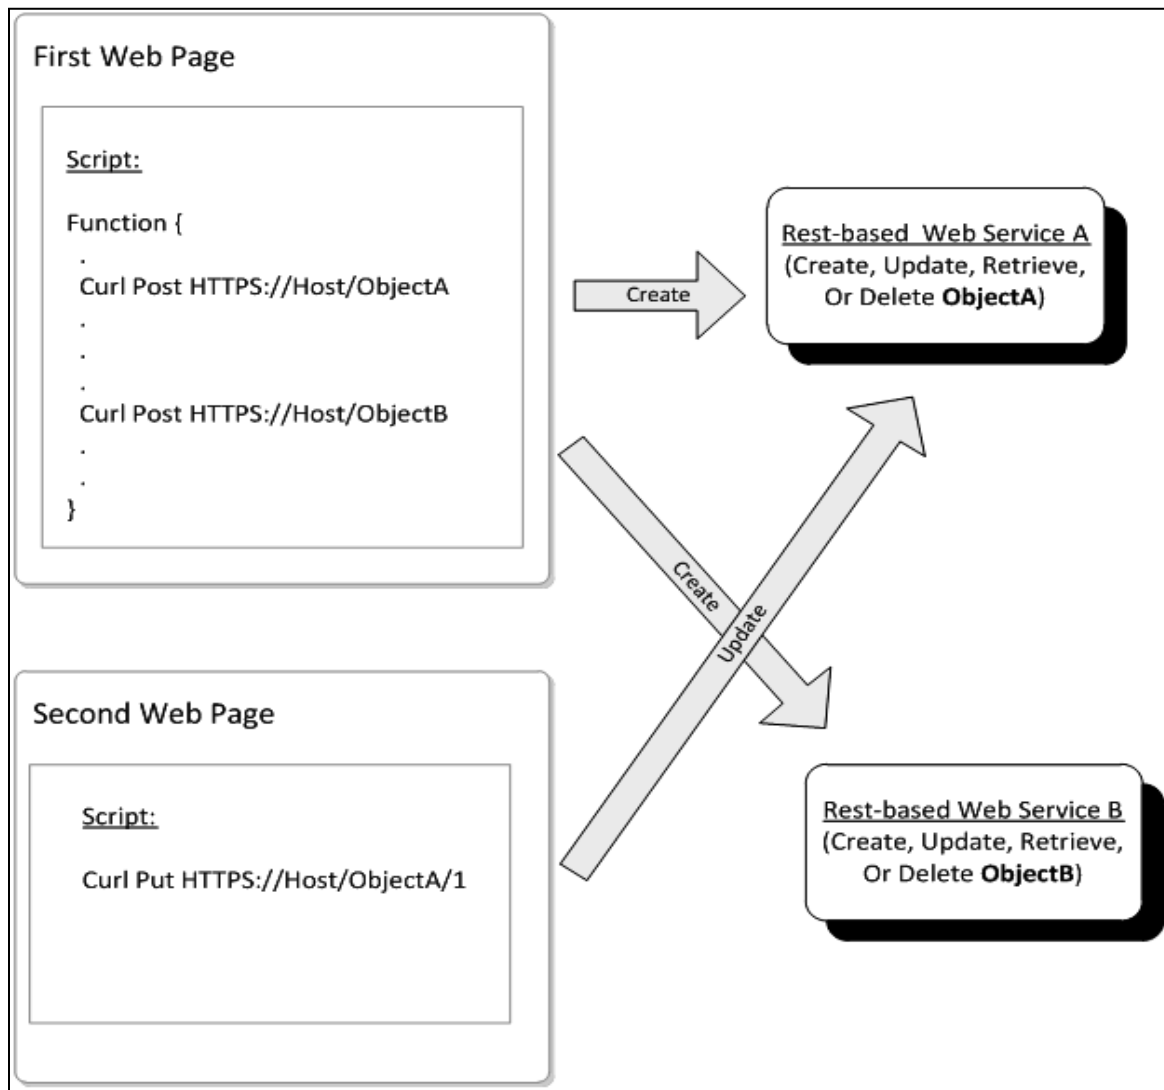 First Web Page
Script:
Function {
.
Curl Post HTTPS://Host/ObjectA
.
.
.
Curl Post HTTPS://Host/ObjectB
.
.
}
Create
Rest-based  Web Service A
(Create, Update, Retrieve,
Or Delete ObjectA)
Create
Update
Second Web Page
Script:
Curl Put HTTPS://Host/ObjectA/1
Rest-based Web Service B
(Create, Update, Retrieve,
Or Delete ObjectB)